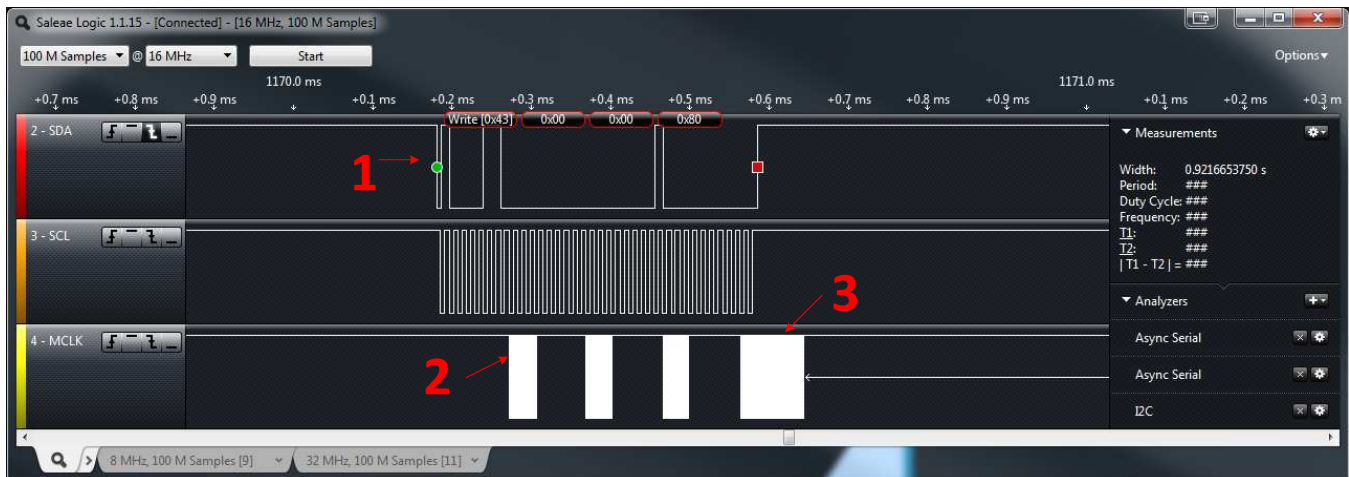 Saleae Logic 1.1.15 - [Connected] - [16 MHz, 100 M Samples]
100 M Samples @ 16 MHz Start Options
1170.0 ms 1171.0 ms
+0.7 ms +0.8 ms +0.9 ms +0.1 ms +0.2 ms +0.3 ms +0.4 ms +0.5 ms +0.6 ms +0.7 ms +0.8 ms +0.9 ms +0.1 ms +0.2 ms +0.3 m
Write [0x43] 0x00 0x00 0x80
2 - SDA
1
Measurements
Width: 0.9216653750 s
Period: ###
Duty Cycle: ###
Frequency: ###
T1: ###
T2: ###
| T1 - T2 | = ###
3 - SCL
3
Analyzers
4 - MCLK
2
Async Serial
Async Serial
I2C
8 MHz, 100 M Samples [9] 32 MHz, 100 M Samples [11]